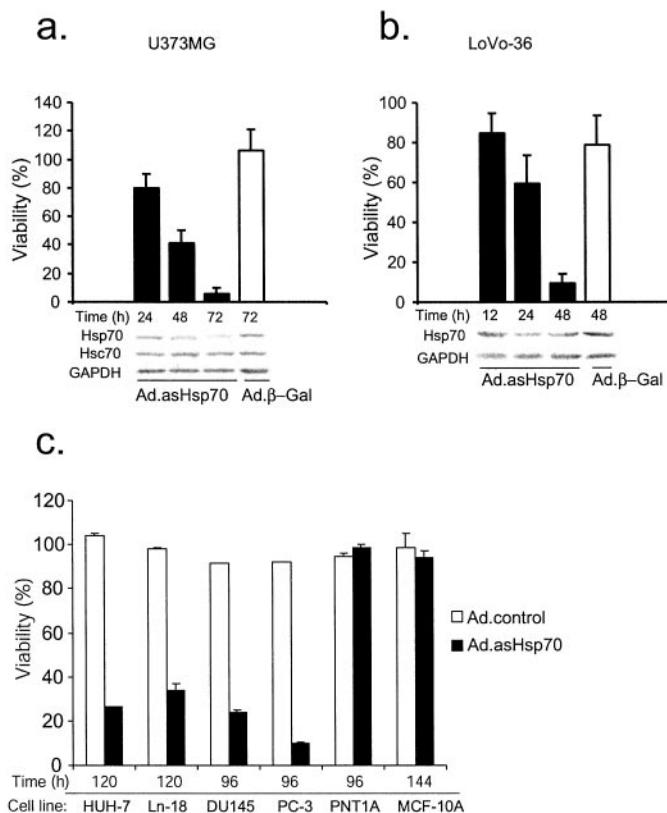 a.
U373MG
140
120
100
80
60
40
20
0
Viability (%)
Time (h) 24 48 72 72
Hsp70
Hsc70
GAPDH
Ad.asHsp70 Ad.β–Gal
b.
LoVo-36
100
80
60
40
20
0
Viability (%)
Time (h) 12 24 48 48
Hsp70
GAPDH
Ad.asHsp70 Ad.β–Gal
c.
120
100
80
60
40
20
0
Viability (%)
Ad.control
Ad.asHsp70
Time (h) 120 120 96 96 96 144
Cell line: HUH-7 Ln-18 DU145 PC-3 PNT1A MCF-10A